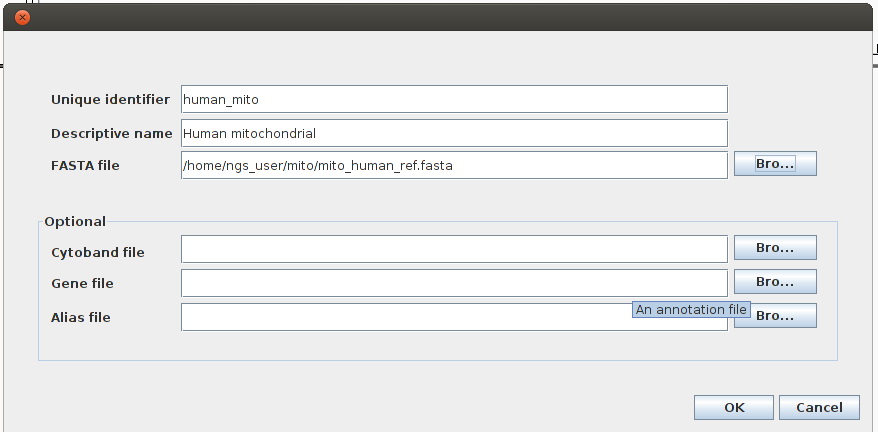 Unique identifier human_mito
Descriptive name Human mitochondrial
FASTA file /home/ngs_user/mito/mito_human_ref.fasta Bro...
Optional
Cytoband file Bro...
Gene file Bro...
An annotation file
Alias file Bro...
OK Cancel